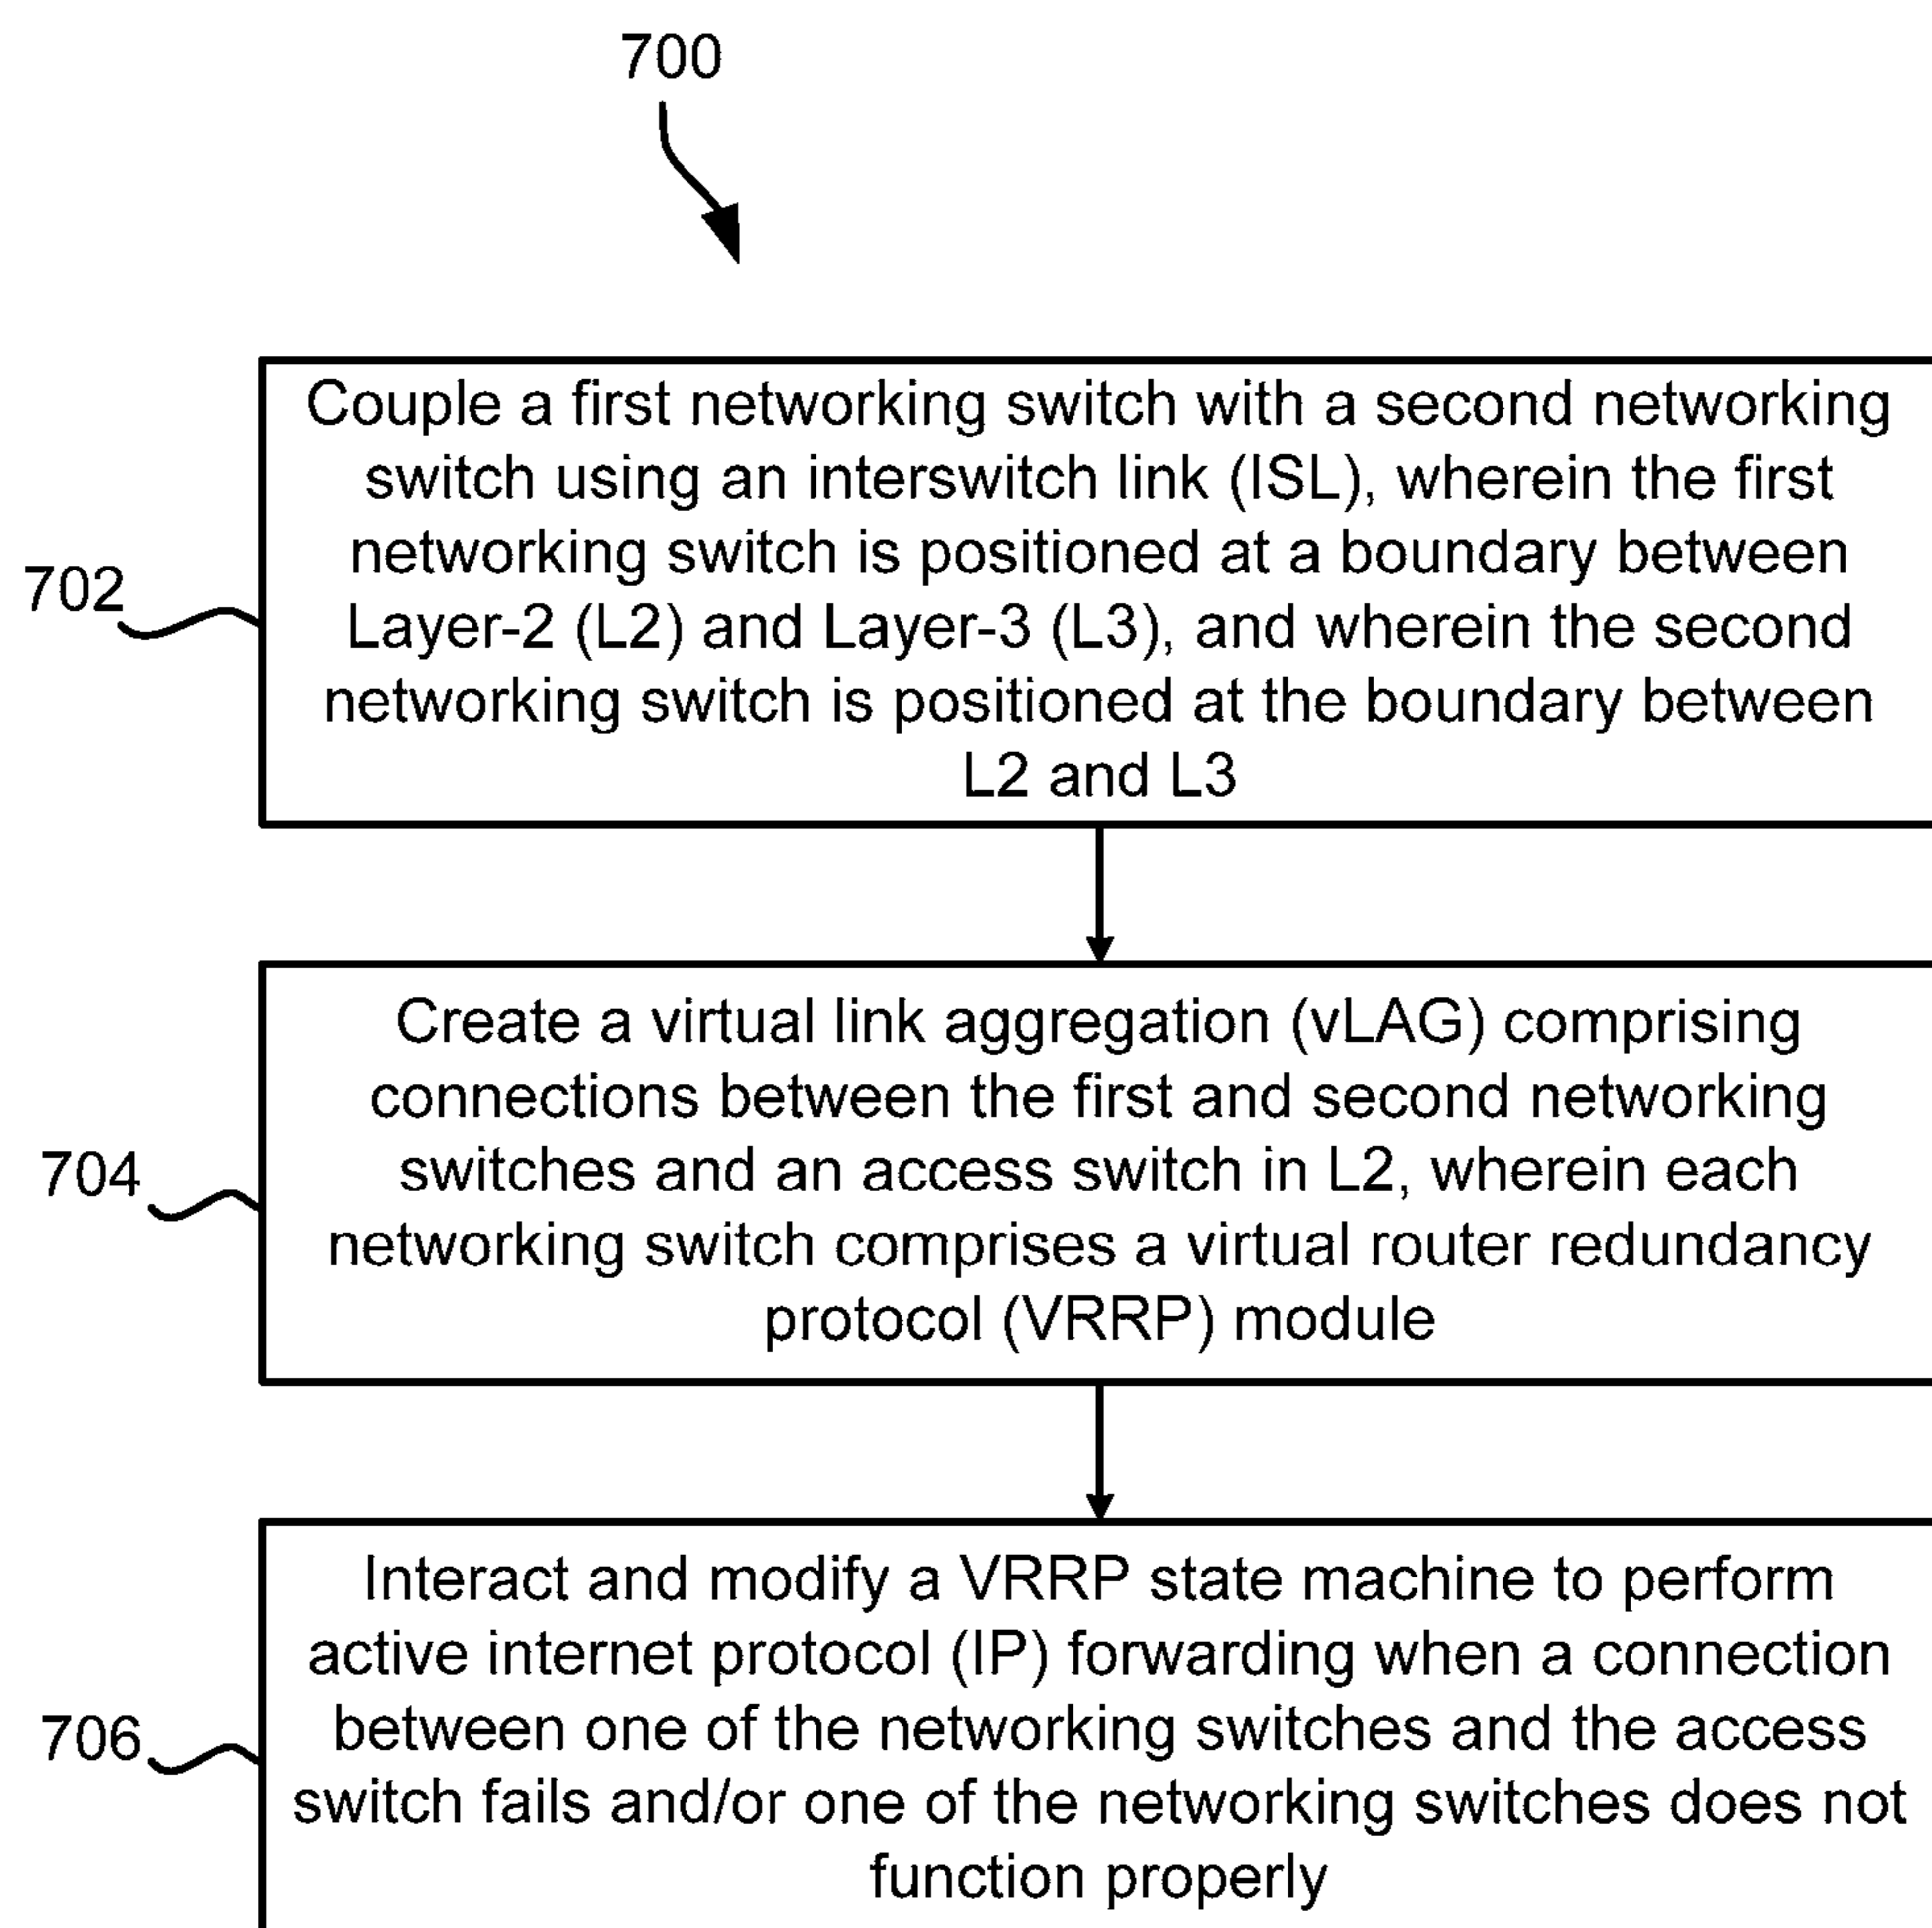 700
Couple a first networking switch with a second networking
switch using an interswitch link (ISL), wherein the first
networking switch is positioned at a boundary between
Layer-2 (L2) and Layer-3 (L3), and wherein the second
networking switch is positioned at the boundary between
L2 and L3
702
Create a virtual link aggregation (vLAG) comprising
connections between the first and second networking
switches and an access switch in L2, wherein each
networking switch comprises a virtual router redundancy
protocol (VRRP) module
704
Interact and modify a VRRP state machine to perform
active internet protocol (IP) forwarding when a connection
between one of the networking switches and the access
switch fails and/or one of the networking switches does not
function properly
706